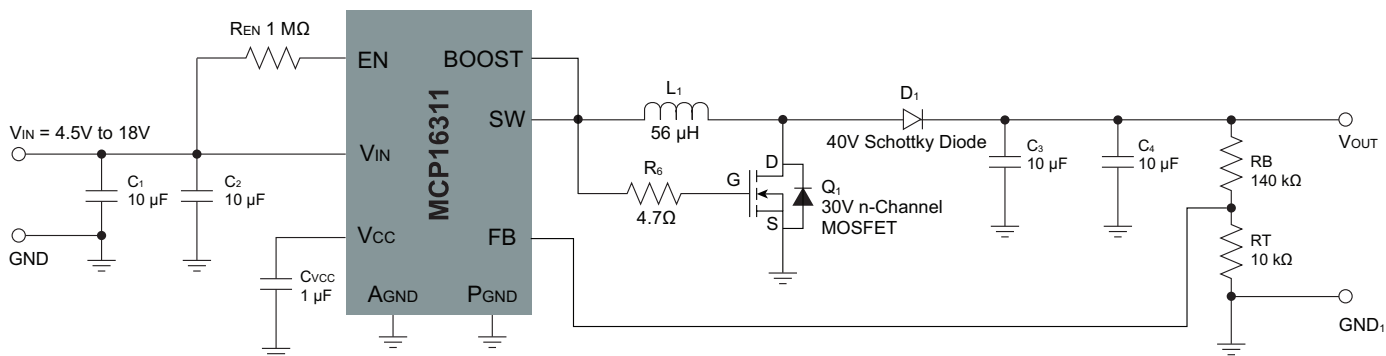 REN 1 MΩ
EN
BOOST
SW
VIN
VCC
FB
AGND
PGND
MCP16311
VIN = 4.5V to 18V
C1
10 µF
C2
10 µF
GND
CVCC
1 µF
L1
56 µH
R6
4.7Ω
D
G
S
Q1
30V n-Channel
MOSFET
D1
40V Schottky Diode
C3
10 µF
C4
10 µF
VOUT
RB
140 kΩ
RT
10 kΩ
GND1